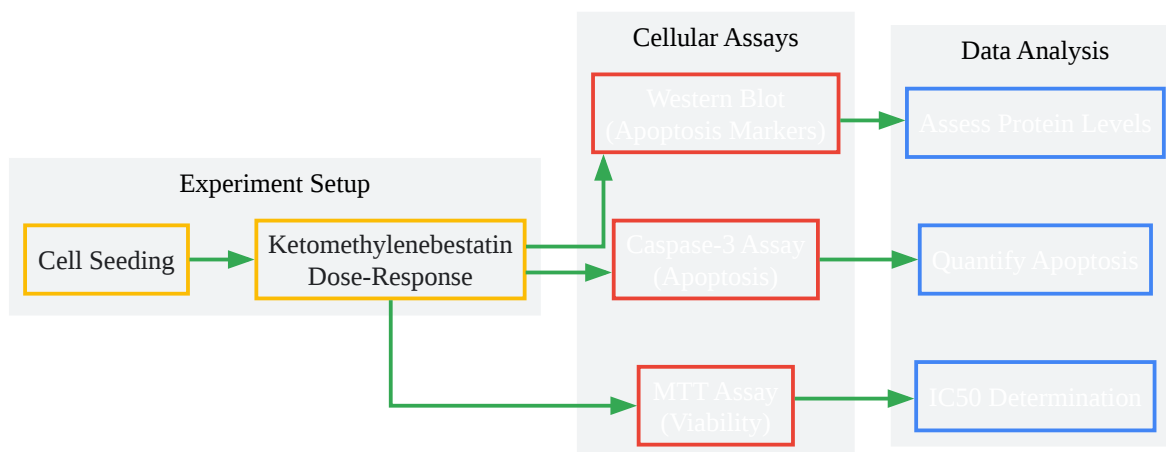 Experiment Setup
Cell Seeding
Ketomethylenebestatin
Dose-Response
Cellular Assays
Western Blot
(Apoptosis Markers)
Caspase-3 Assay
(Apoptosis)
MTT Assay
(Viability)
Data Analysis
Assess Protein Levels
Quantify Apoptosis
IC50 Determination